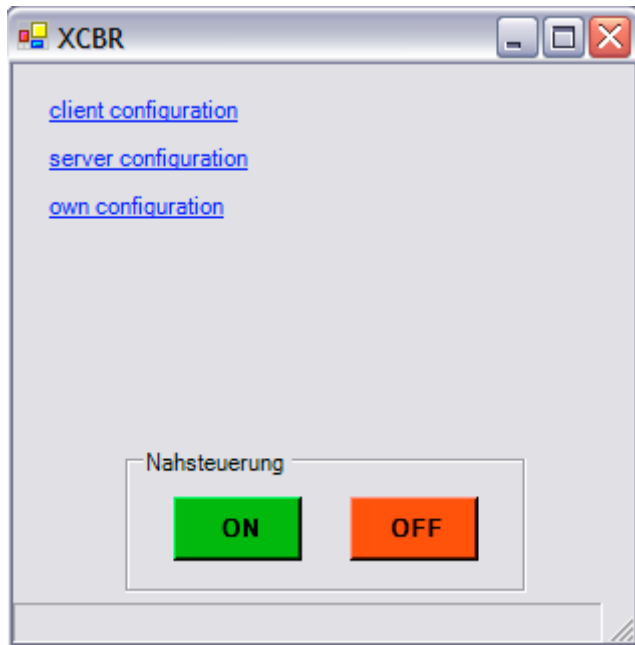 XCBR
client configuration
server configuration
own configuration
Nahsteuerung
ON OFF